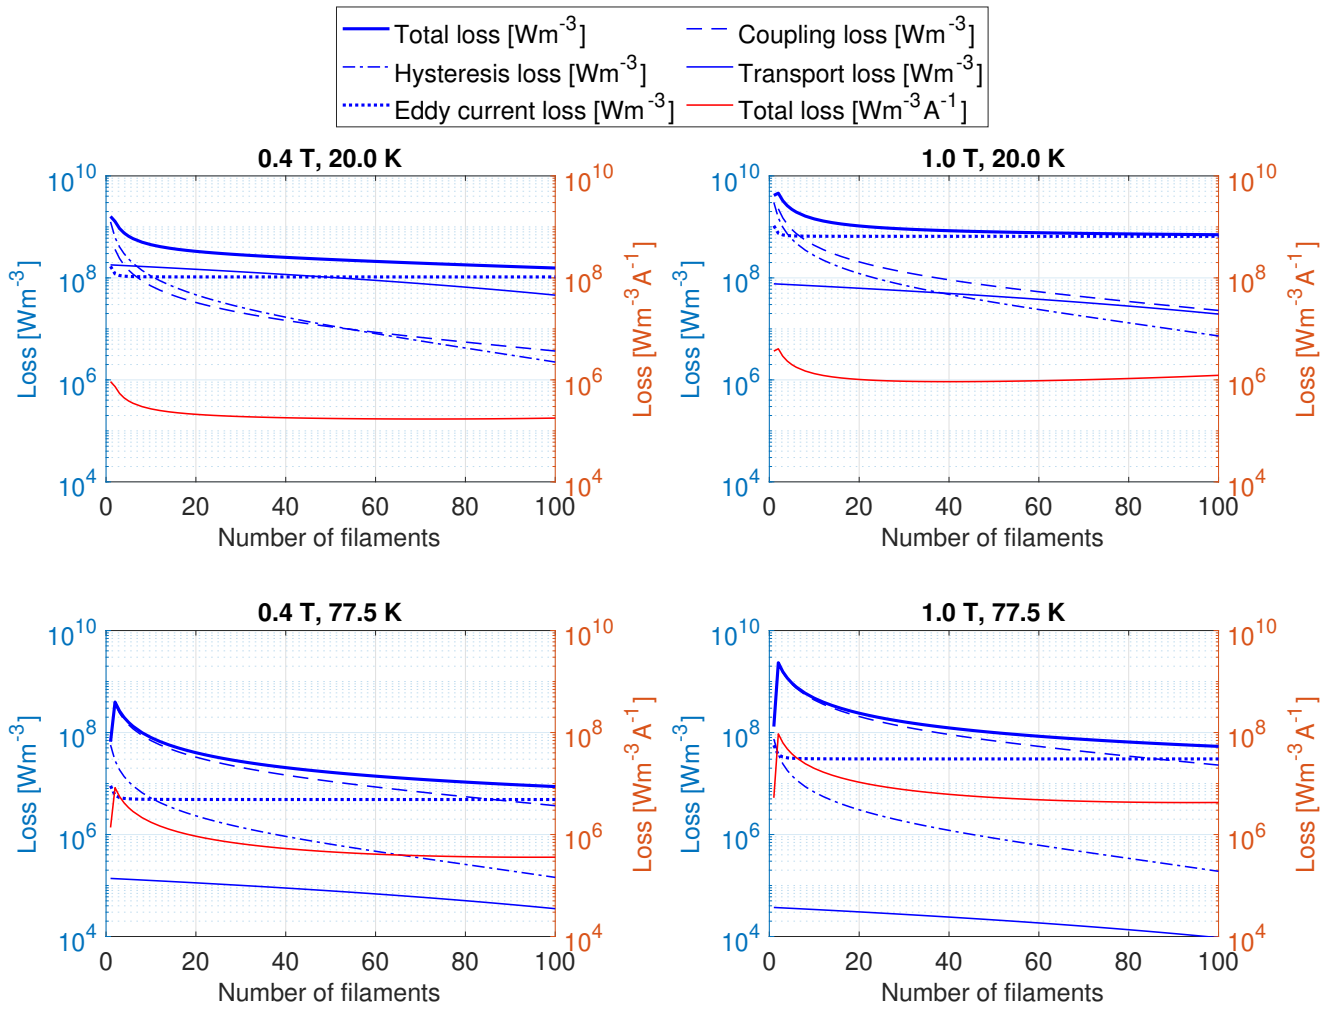 Total loss [Wm^-3]
Coupling loss [Wm^-3]
Hysteresis loss [Wm^-3]
Transport loss [Wm^-3]
Eddy current loss [Wm^-3]
Total loss [Wm^-3A^-1]
0.4 T, 20.0 K
10^10
10^8
10^6
10^4
Loss [Wm^-3]
10^10
10^8
10^6
10^4
Loss [Wm^-3A^-1]
0 20 40 60 80 100
Number of filaments
1.0 T, 20.0 K
10^10
10^8
10^6
10^4
Loss [Wm^-3]
10^10
10^8
10^6
10^4
Loss [Wm^-3A^-1]
0 20 40 60 80 100
Number of filaments
0.4 T, 77.5 K
10^10
10^8
10^6
10^4
Loss [Wm^-3]
10^10
10^8
10^6
10^4
Loss [Wm^-3A^-1]
0 20 40 60 80 100
Number of filaments
1.0 T, 77.5 K
10^10
10^8
10^6
10^4
Loss [Wm^-3]
10^10
10^8
10^6
10^4
Loss [Wm^-3A^-1]
0 20 40 60 80 100
Number of filaments